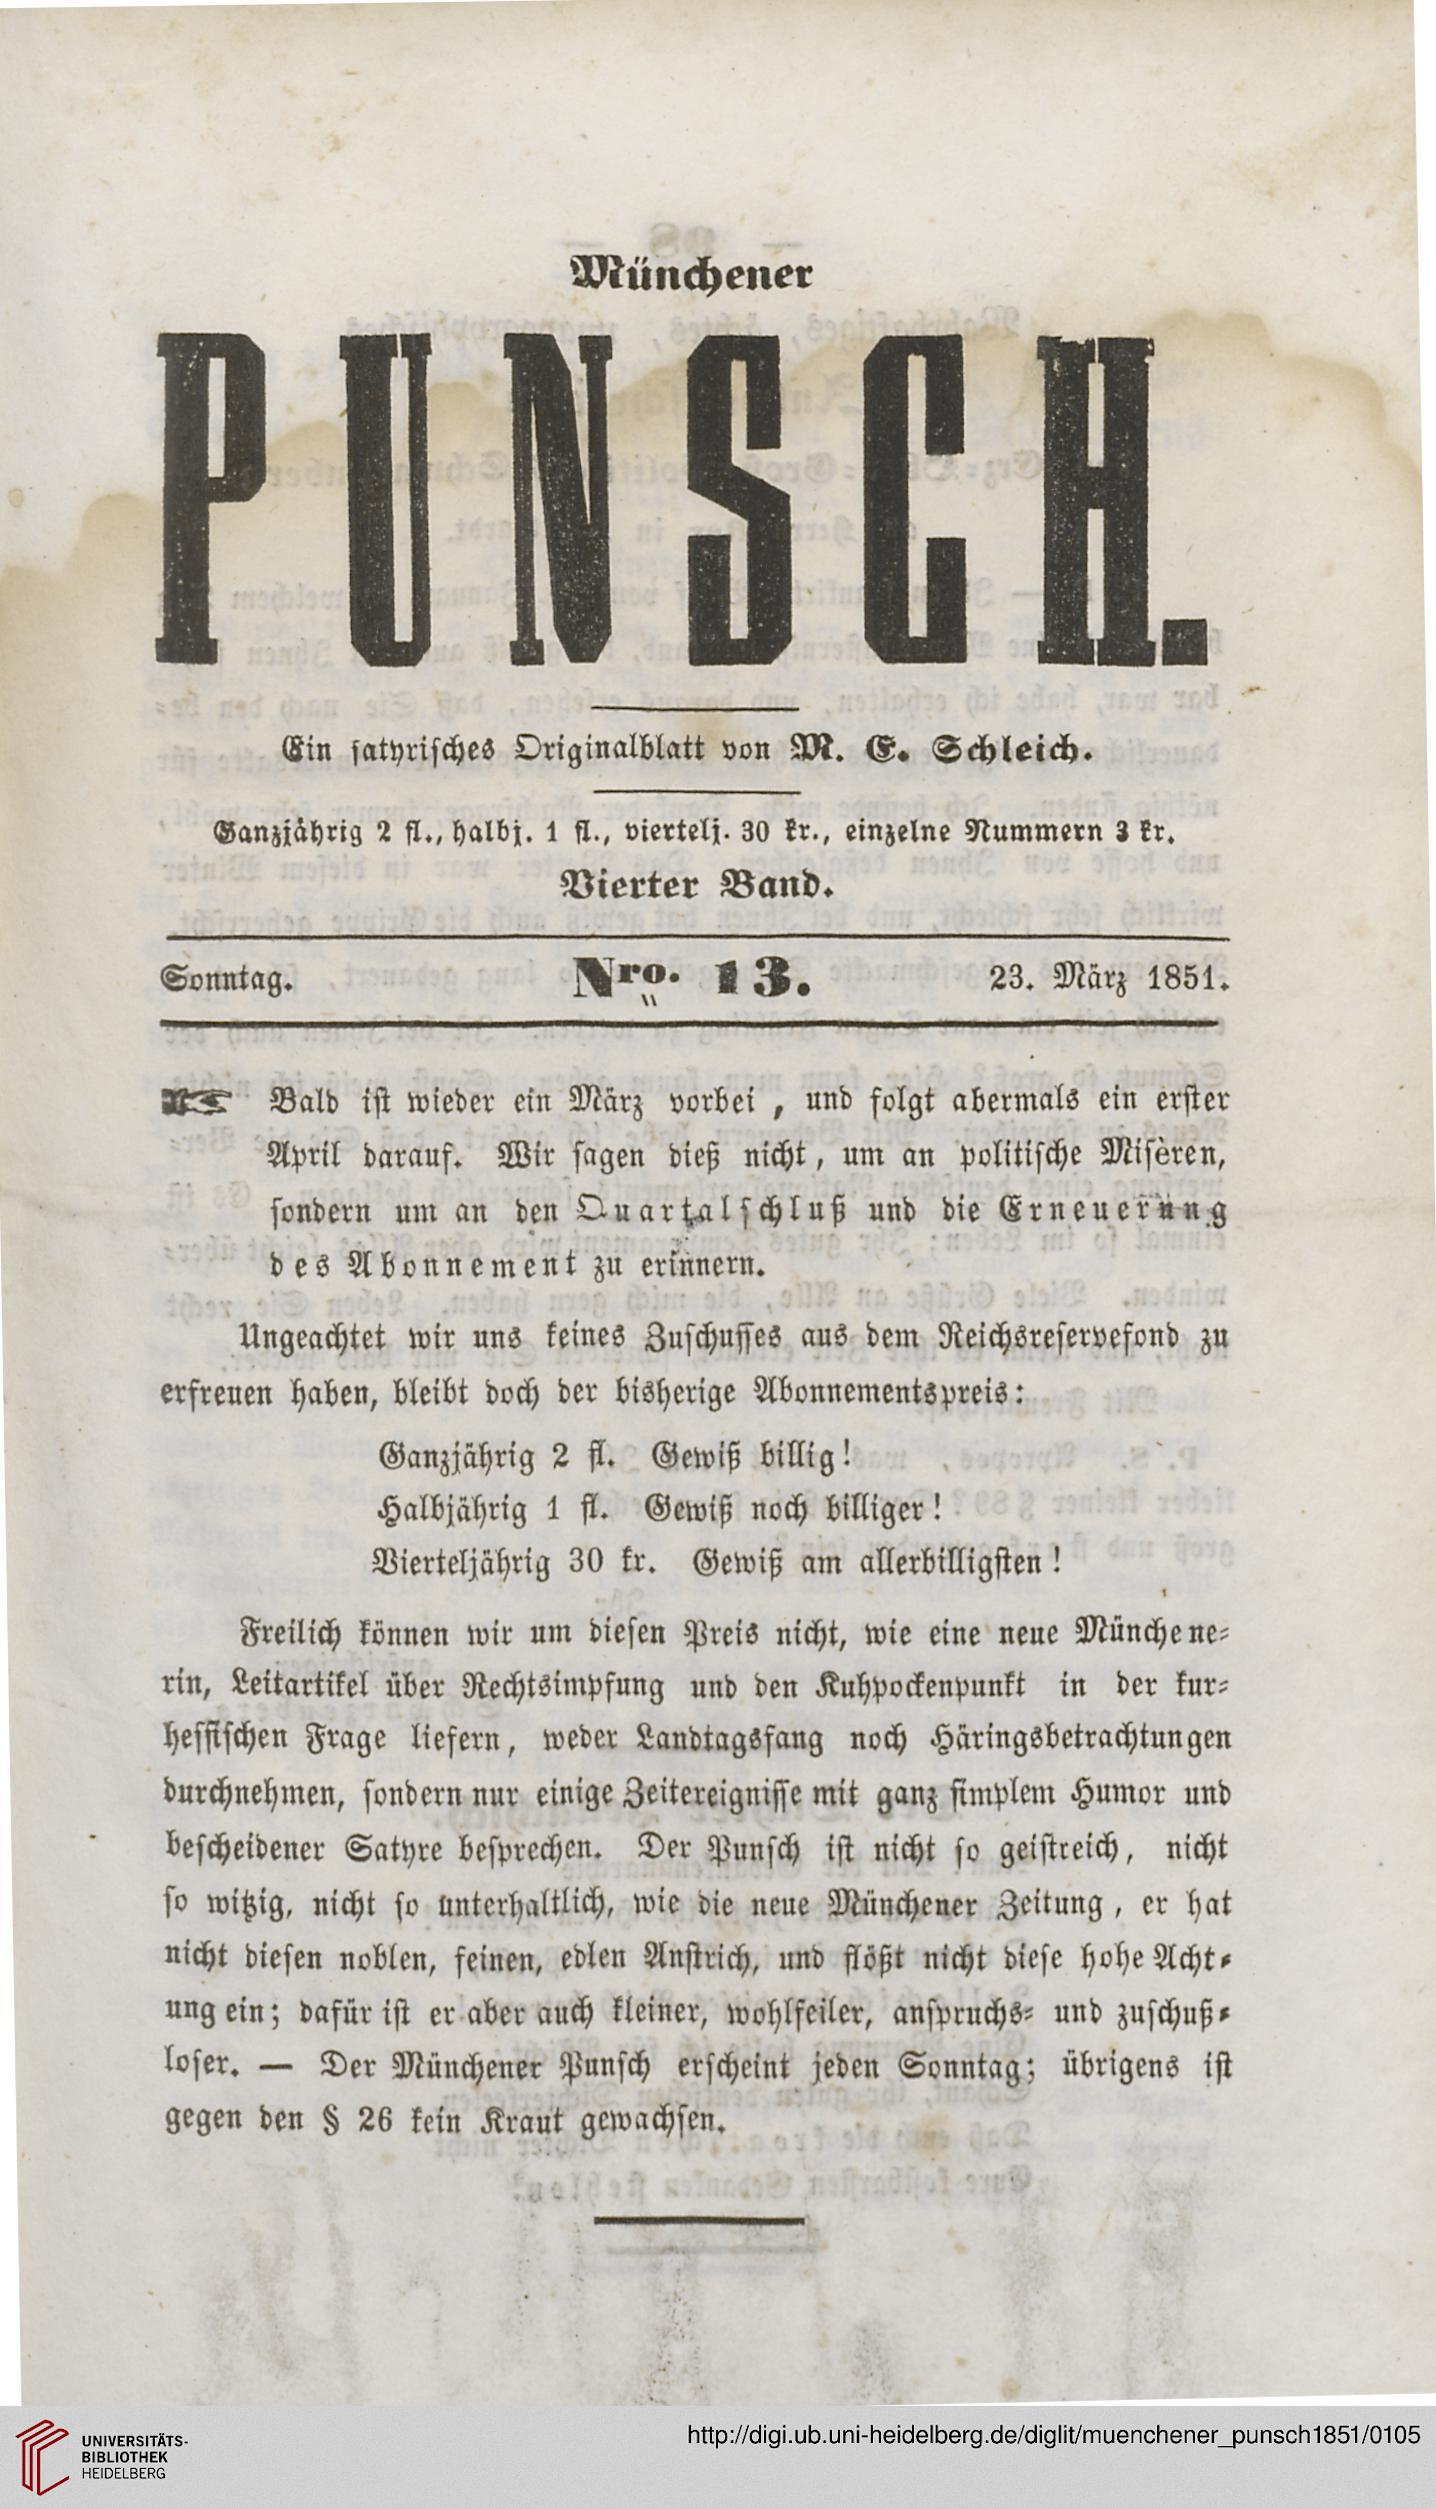 Münchener
PUNSCH.
Ein satyrisches Originalblatt von M. E. Schleich.
Ganzjährig 2 fl., halbj. 1 fl., viertelj. 30 kr., einzelne Nummern 3 kr.
Vierter Band.
Sonntag. Nro. 13. 23. März 1851.
☞ Bald ist wieder ein März vorbei, und folgt abermals ein erster
April darauf. Wir sagen dieß nicht, um an politische Misèren,
sondern um an den Quartalschluß und die Erneuerung
des Abonnement zu erinnern.
Ungeachtet wir uns keines Zuschusses aus dem Reichsreservefond zu
erfreuen haben, bleibt doch der bisherige Abonnementspreis:
Ganzjährig 2 fl. Gewiß billig!
Halbjährig 1 fl. Gewiß noch billiger!
Vierteljährig 30 kr. Gewiß am allerbilligsten!
Freilich können wir um diesen Preis nicht, wie eine neue Münchene-
rin, Leitartikel über Rechtsimpfung und den Kuhpockenpunkt in der kur-
hessischen Frage liefern, weder Landtagsfang noch Häringsbetrachtungen
durchnehmen, sondern nur einige Zeitereignisse mit ganz simplem Humor und
bescheidener Satyre besprechen. Der Punsch ist nicht so geistreich, nicht
so witzig, nicht so unterhaltlich, wie die neue Münchener Zeitung, er hat
nicht diesen noblen, feinen, edlen Anstrich, und flößt nicht diese hohe Acht-
ung ein; dafür ist er aber auch kleiner, wohlfeiler, anspruchs- und zuschuß-
loser. — Der Münchener Punsch erscheint jeden Sonntag; übrigens ist
gegen den § 26 kein Kraut gewachsen.
UNIVERSITÄTS-
BIBLIOTHEK
HEIDELBERG
http://digi.ub.uni-heidelberg.de/diglit/muenchener_punsch1851/0105